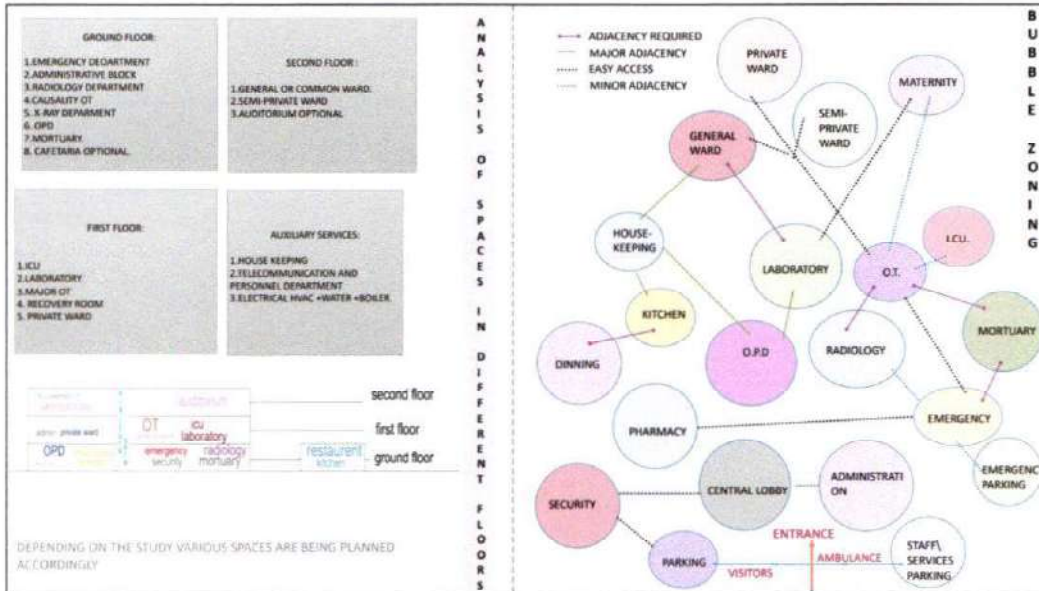 GROUND FLOOR:
1.EMERGENCY DEOARTMENT
2.ADMINISTRATIVE BLOCK
3.RADIOLOGY DEPARTMENT
4.CAUSALITY OT
5. X-RAY DEPARMENT
6. OPD
7.MORTUARY.
8. CAFETARIA OPTIONAL.
SECOND FLOOR :
1.GENERAL OR COMMON WARD.
2.SEMI-PRIVATE WARD
3.AUDITORIUM OPTIONAL
FIRST FLOOR:
1.ICU
2.LABORATORY
3.MAJOR OT
4. RECOVERY ROOM
5. PRIVATE WARD
AUXILIARY SERVICES:
1.HOUSE KEEPING
2.TELECOMMUNICATION AND
PERSONNEL DEPARTMENT
3.ELECTRICAL HVAC +WATER +BOILER.
auditorium
second floor
admin private ward
OT
icu
laboratory
first floor
OPD
emergency
security
radiology
mortuary
restaurent
kitchen
ground floor
DEPENDING ON THE STUDY VARIOUS SPACES ARE BEING PLANNED
ACCORDINGLY
ANALYSIS OF SPACES IN DIFFERENT FLOORS
ADJACENCY REQUIRED
MAJOR ADJACENCY
EASY ACCESS
MINOR ADJACENCY
PRIVATE
WARD
MATERNITY
SEMI-
PRIVATE
WARD
GENERAL
WARD
HOUSE-
KEEPING
LABORATORY
I.C.U.
O.T.
KITCHEN
DINNING
O.P.D
RADIOLOGY
MORTUARY
PHARMACY
EMERGENCY
EMERGENC
PARKING
SECURITY
CENTRAL LOBBY
ADMINISTRATI
ON
ENTRANCE
PARKING
VISITORS
AMBULANCE
STAFF\
SERVICES
PARKING
BUBBLE ZONING